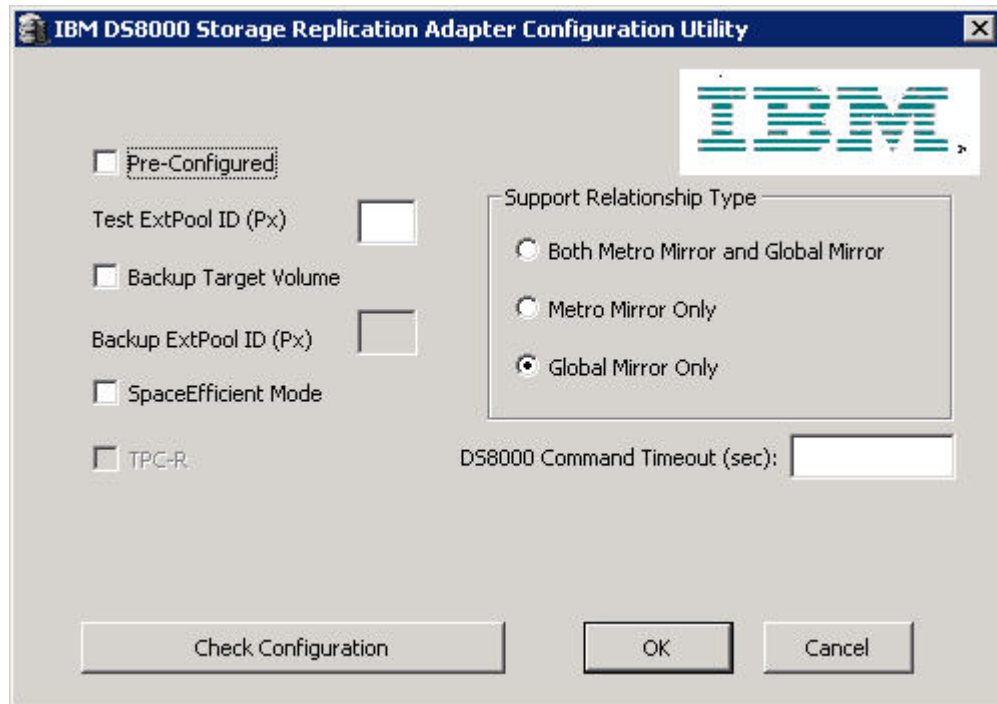 IBM DS8000 Storage Replication Adapter Configuration Utility
IBM
Pre-Configured
Test ExtPool ID (Px)
Backup Target Volume
Backup ExtPool ID (Px)
SpaceEfficient Mode
TPC-R
Support Relationship Type
Both Metro Mirror and Global Mirror
Metro Mirror Only
Global Mirror Only
DS8000 Command Timeout (sec):
Check Configuration
OK
Cancel